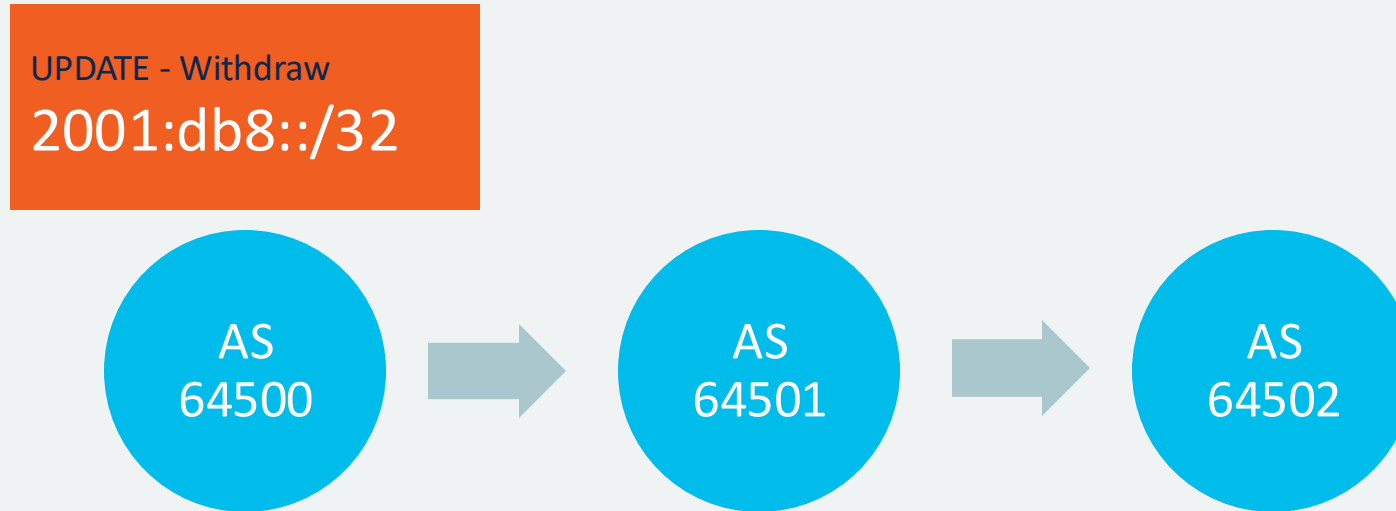 UPDATE - Withdraw
2001:db8::/32
AS
64500
AS
64501
AS
64502